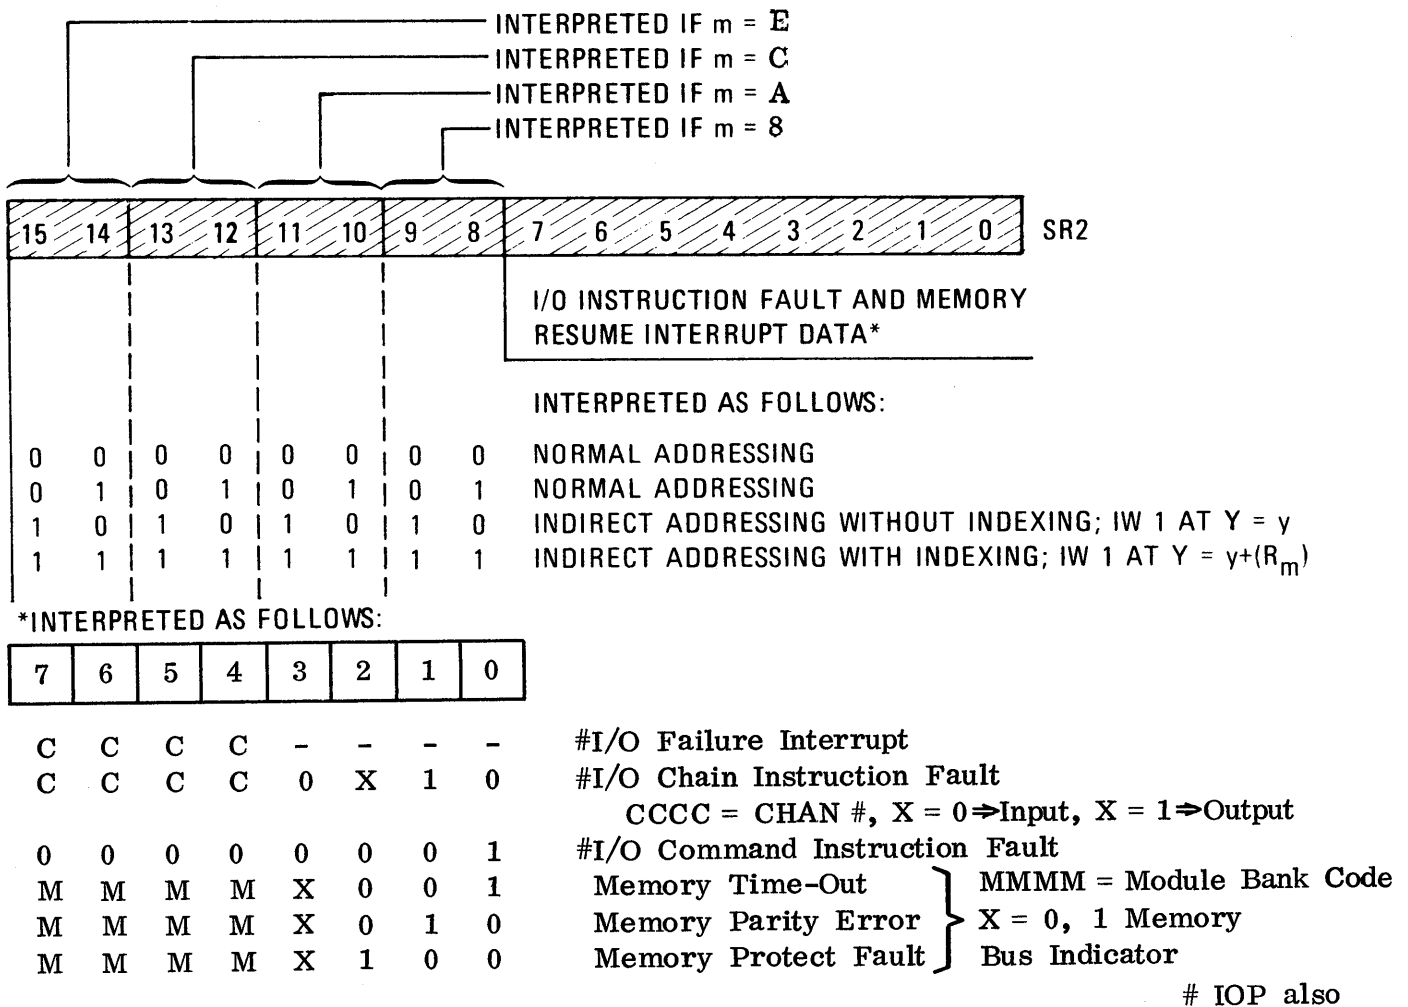 INTERPRETED IF m = E
INTERPRETED IF m = C
INTERPRETED IF m = A
INTERPRETED IF m = 8
15 14 13 12 11 10 9 8 7 6 5 4 3 2 1 0 SR2
I/O INSTRUCTION FAULT AND MEMORY
RESUME INTERRUPT DATA*
INTERPRETED AS FOLLOWS:
0 0 0 0 0 0 0 0 NORMAL ADDRESSING
0 1 0 1 0 1 0 1 NORMAL ADDRESSING
1 0 1 0 1 0 1 0 INDIRECT ADDRESSING WITHOUT INDEXING; IW 1 AT Y = y
1 1 1 1 1 1 1 1 INDIRECT ADDRESSING WITH INDEXING; IW 1 AT Y = y+(Rm)
*INTERPRETED AS FOLLOWS:
7 6 5 4 3 2 1 0
C C C C - - - - #I/O Failure Interrupt
C C C C 0 X 1 0 #I/O Chain Instruction Fault
CCCC = CHAN #, X = 0⇒Input, X = 1⇒Output
0 0 0 0 0 0 0 1 #I/O Command Instruction Fault
M M M M X 0 0 1 Memory Time-Out MMMM = Module Bank Code
M M M M X 0 1 0 Memory Parity Error X = 0, 1 Memory
M M M M X 1 0 0 Memory Protect Fault Bus Indicator
# IOP also